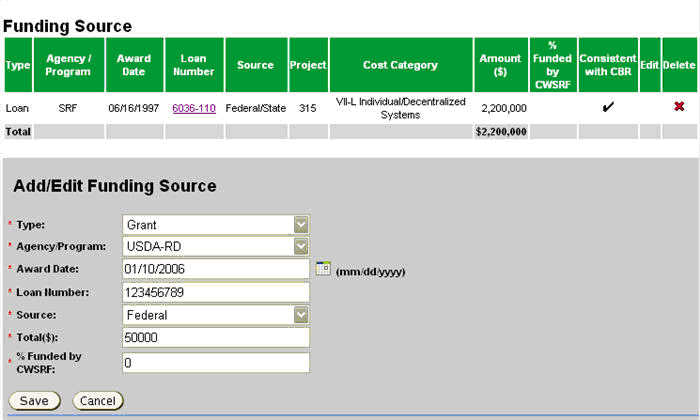 Funding Source
Type Agency / Program Award Date Loan Number Source Project Cost Category Amount ($) % Funded by CWSRF Consistent with CBR Edit Delete
Loan SRF 06/16/1997 6036-110 Federal/State 315 VII-L Individual/Decentralized Systems 2,200,000
Total $2,200,000
Add/Edit Funding Source
* Type: Grant
* Agency/Program: USDA-RD
* Award Date: 01/10/2006 (mm/dd/yyyy)
* Loan Number: 123456789
* Source: Federal
* Total($): 50000
* % Funded by CWSRF: 0
Save Cancel